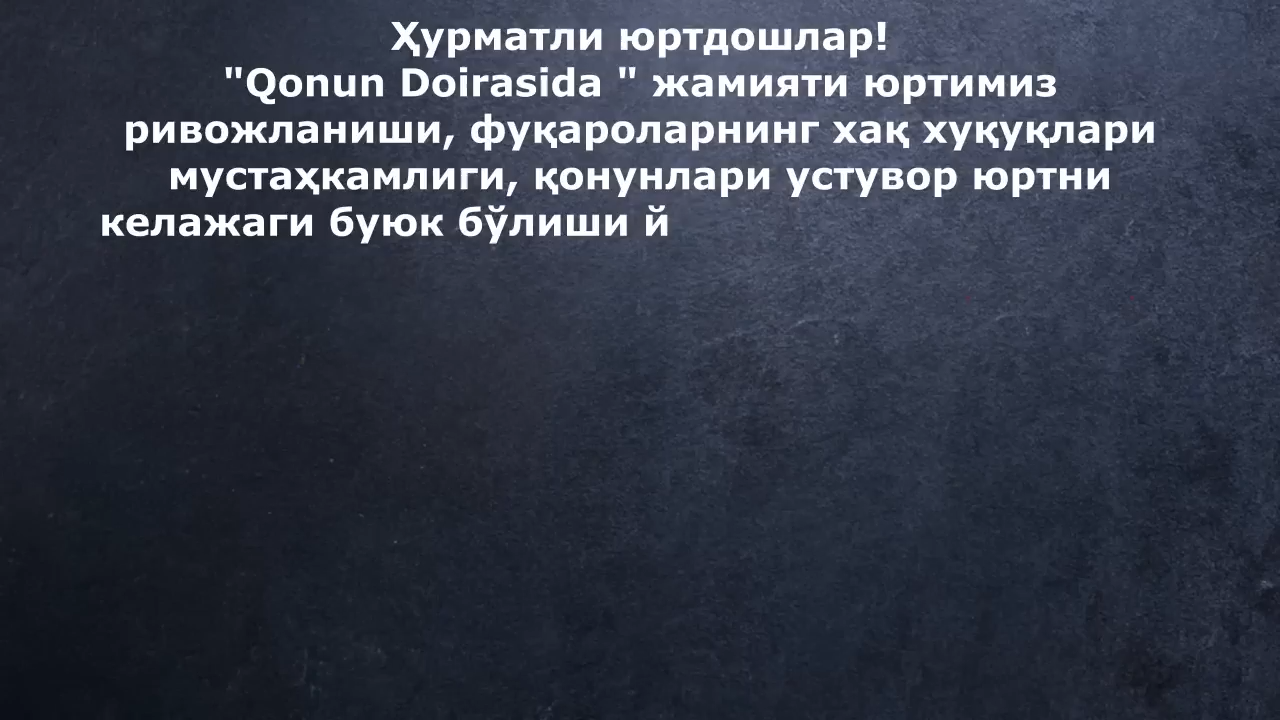 Ҳурматли юртдошлар!
"Qonun Doirasida " жамияти юртимиз
ривожланиши, фуқароларнинг хақ хуқуқлари
мустаҳкамлиги, қонунлари устувор юртни
келажаги буюк бўлиши й